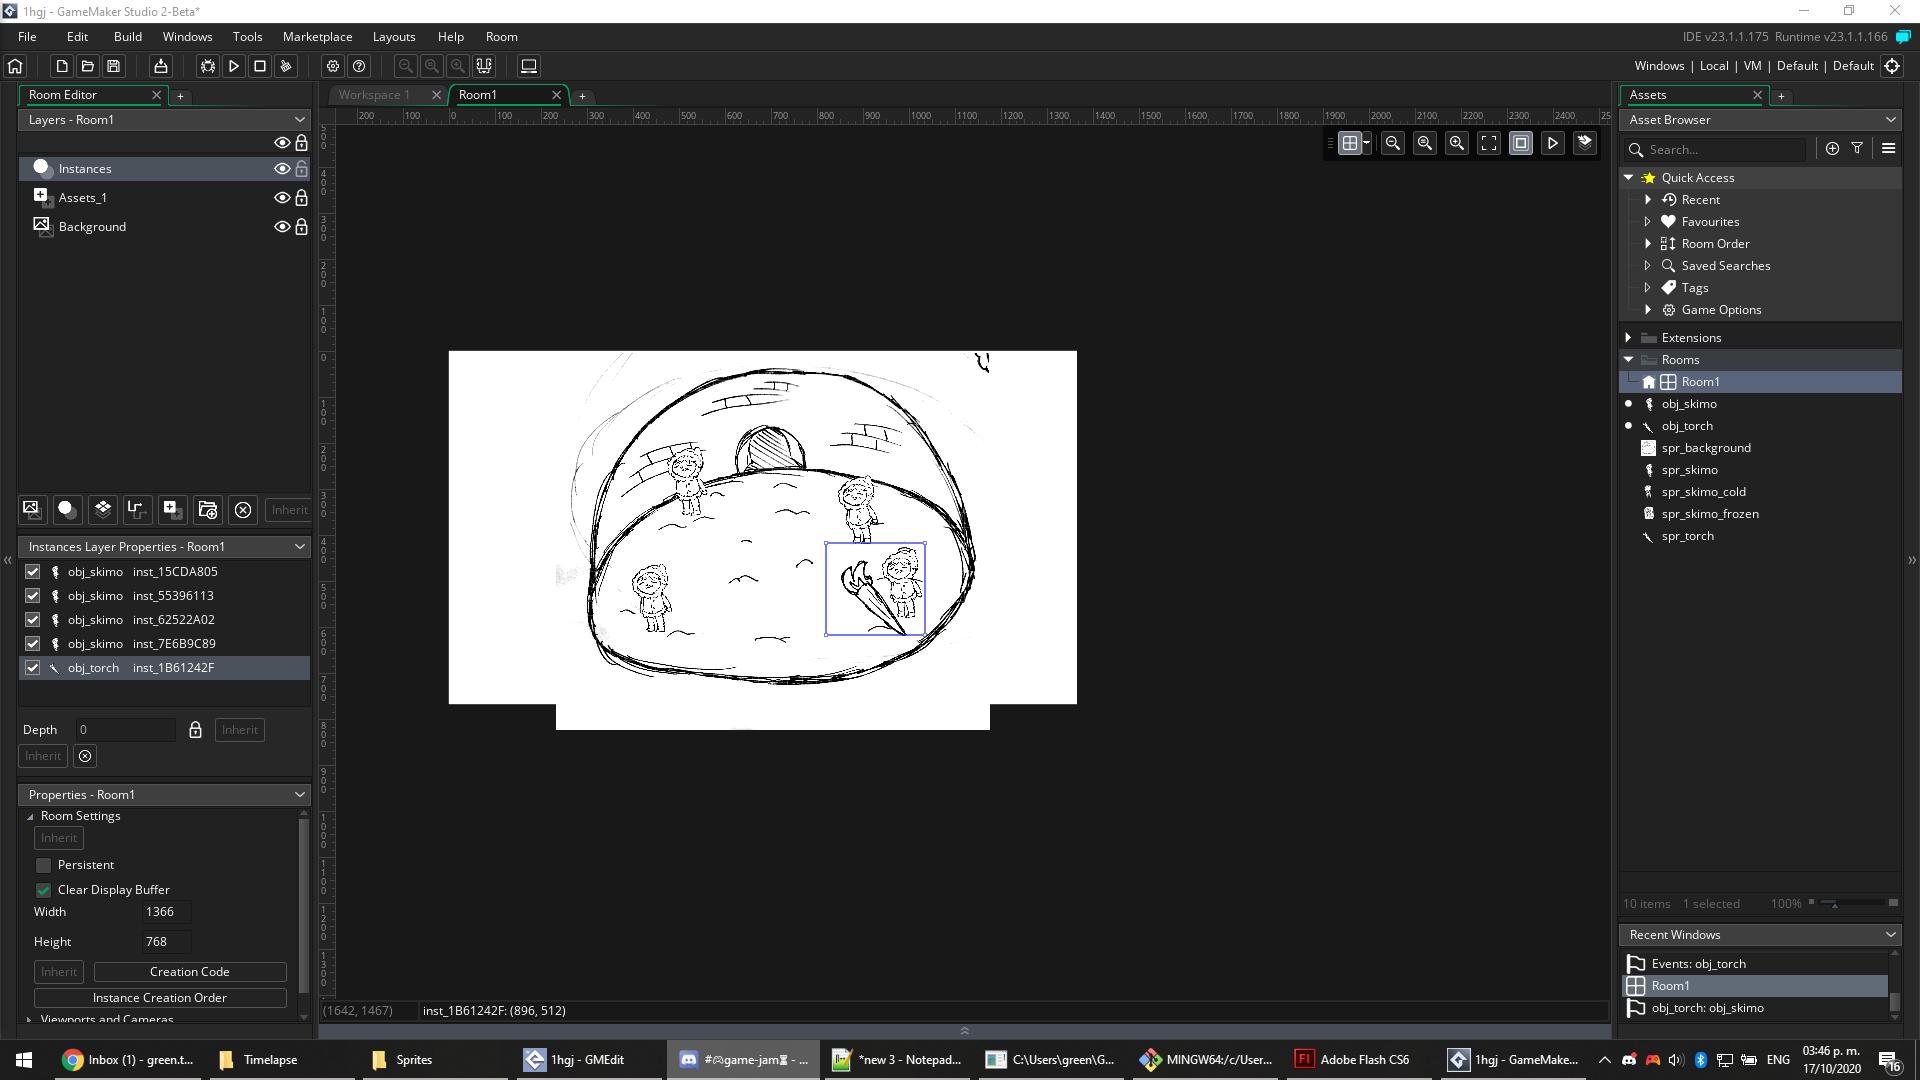 1hgj - GameMaker Studio 2-Beta*
File Edit Build Windows Tools Marketplace Layouts Help Room
IDE v23.1.1.175 Runtime v23.1.1.166
Windows | Local | VM | Default | Default
Room Editor
Workspace 1
Room1
Assets
Layers - Room1
200 100 0 100 200 300 400 500 600 700 800 900 1000 1100 1200 1300 1400 1500 1600 1700 1800 1900 2000 2100 2200 2300 2400
Asset Browser
Search...
Instances
Assets_1
Background
Quick Access
Recent
Favourites
Room Order
Saved Searches
Tags
Game Options
Extensions
Rooms
Room1
obj_skimo
obj_torch
spr_background
spr_skimo
spr_skimo_cold
spr_skimo_frozen
spr_torch
Inherit
Instances Layer Properties - Room1
obj_skimo inst_15CDA805
obj_skimo inst_55396113
obj_skimo inst_62522A02
obj_skimo inst_7E6B9C89
obj_torch inst_1B61242F
Depth 0 Inherit
Inherit
Properties - Room1
Room Settings
Inherit
Persistent
Clear Display Buffer
Width 1366
Height 768
Inherit Creation Code
Instance Creation Order
Viewports and Cameras
(1642, 1467) inst_1B61242F: (896, 512)
10 items 1 selected 100%
Recent Windows
Events: obj_torch
Room1
obj_torch: obj_skimo
Inbox (1) - green.t...
Timelapse
Sprites
1hgj - GMEdit
#🎮game-jam⏳ - ...
*new 3 - Notepad...
C:\Users\green\G...
MINGW64:/c/User...
Adobe Flash CS6
1hgj - GameMake...
ENG
03:46 p. m.
17/10/2020
16